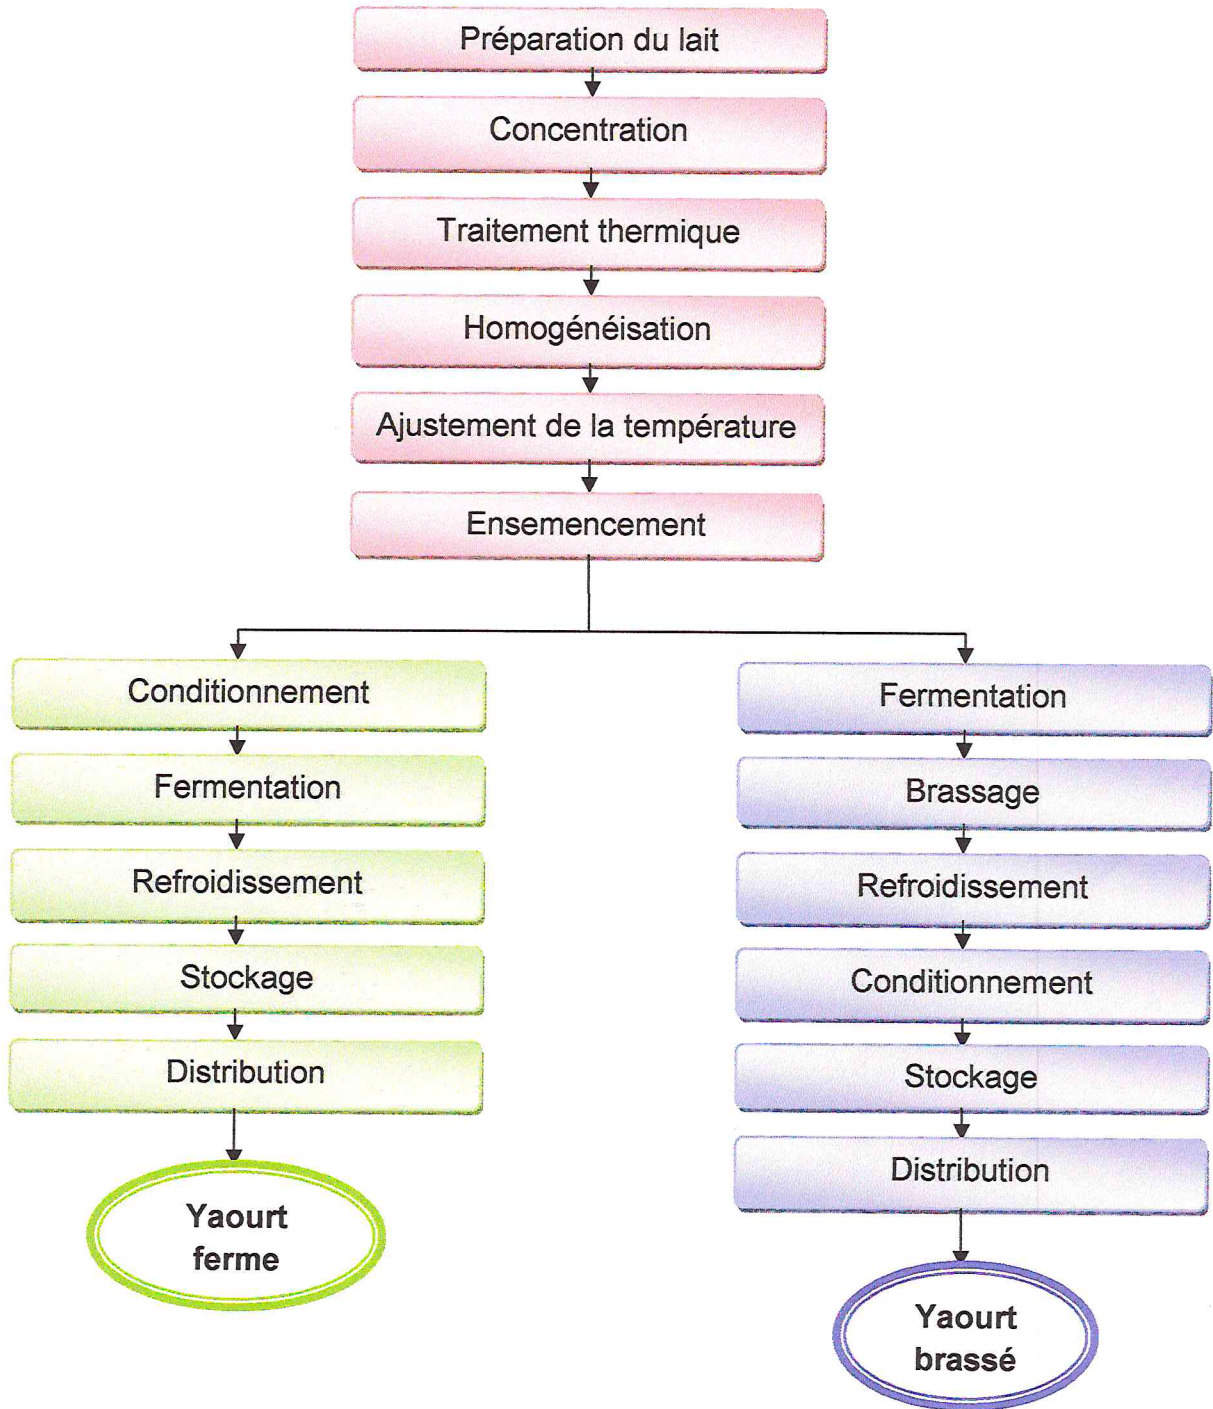 Préparation du lait
Concentration
Traitement thermique
Homogénéisation
Ajustement de la température
Ensemencement
Conditionnement
Fermentation
Refroidissement
Stockage
Distribution
Yaourt
ferme
Fermentation
Brassage
Refroidissement
Conditionnement
Stockage
Distribution
Yaourt
brassé